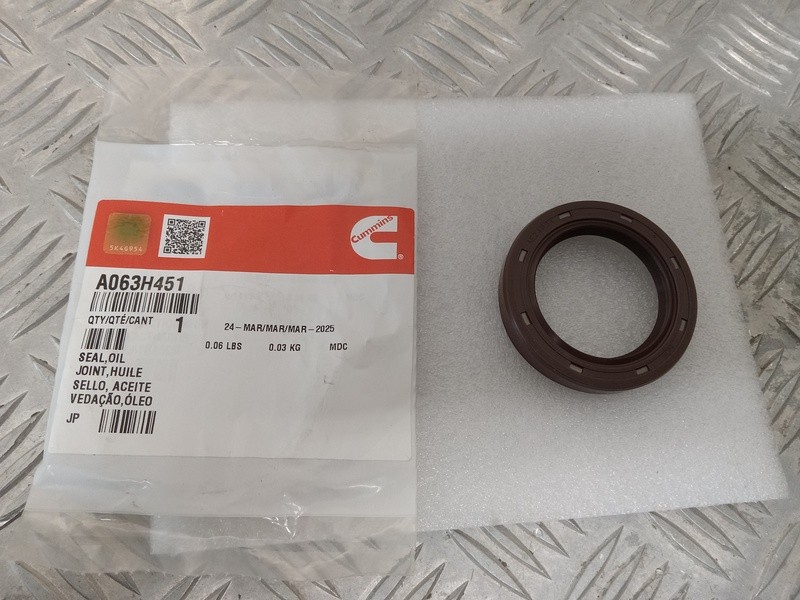 5K48954
Cummins
A063H451
QTY/QTÉ/CANT 1
24-MAR/MAR/MAR-2025
0.06 LBS 0.03 KG MDC
SEAL,OIL
JOINT,HUILE
SELLO, ACEITE
VEDAÇÃO,ÓLEO
JP